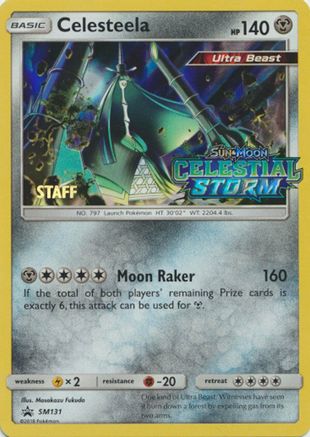 BASIC
Celesteela
HP 140
Ultra Beast
SUN & MOON
CELESTIAL
STORM
STAFF
NO. 797 Launch Pokémon HT: 30'02" WT: 2204.4 lbs.
Moon Raker 160
If the total of both players' remaining Prize cards is
exactly 6, this attack can be used for .
weakness ×2 resistance -20 retreat
Illus. Masakazu Fukuda
One kind of Ultra Beast. Witnesses have seen
it burn down a forest by expelling gas from its
two arms.
SM131
©2018 Pokémon